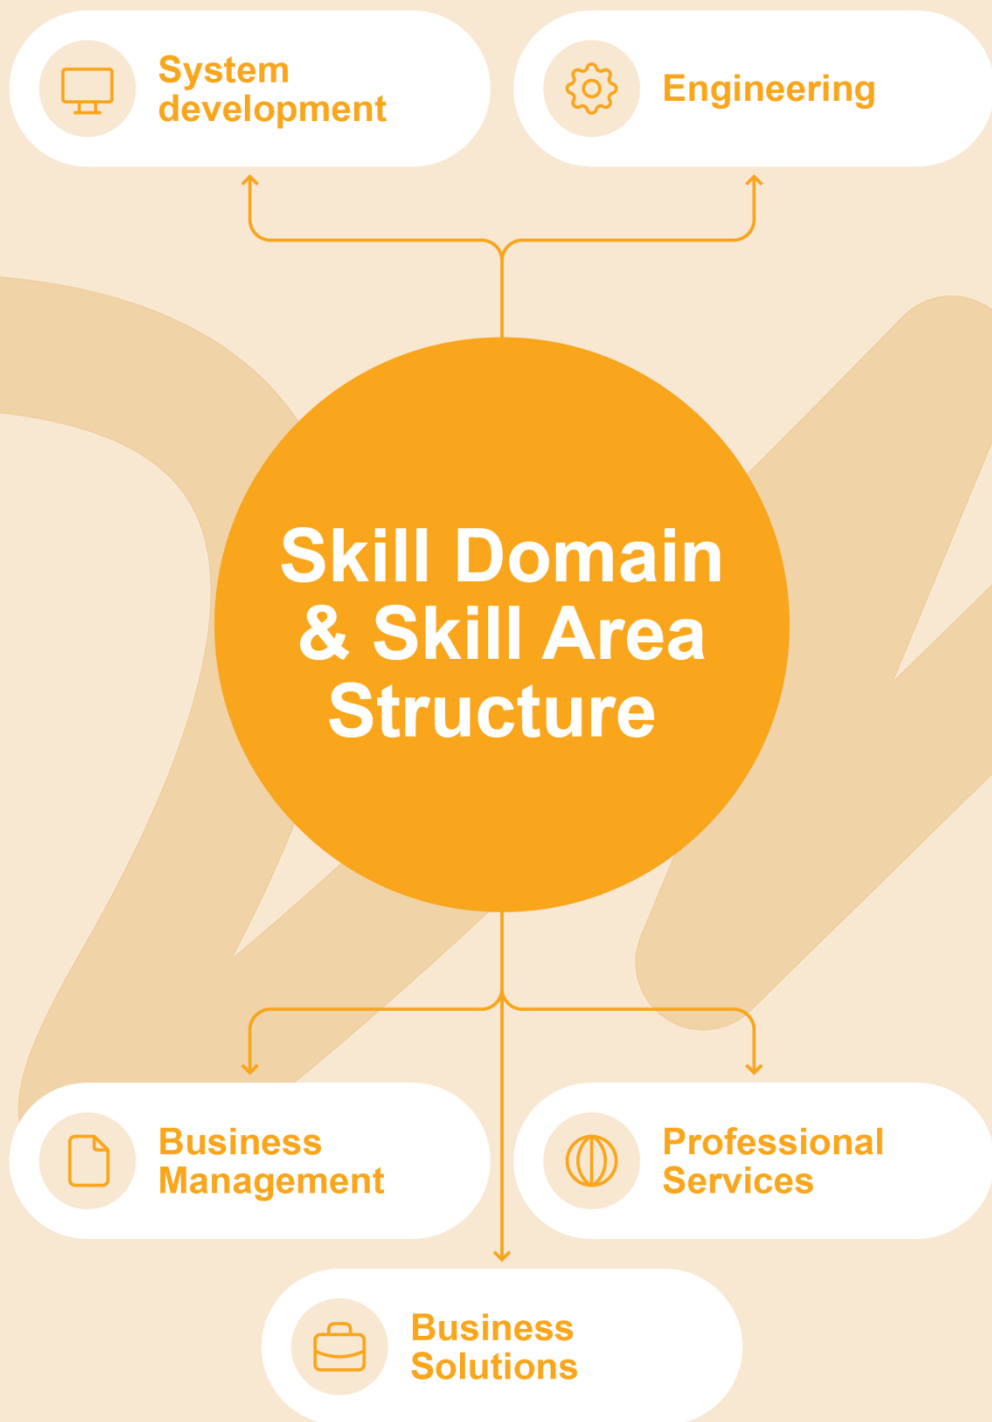 System
development
Engineering
Skill Domain
& Skill Area
Structure
Business
Management
Professional
Services
Business
Solutions